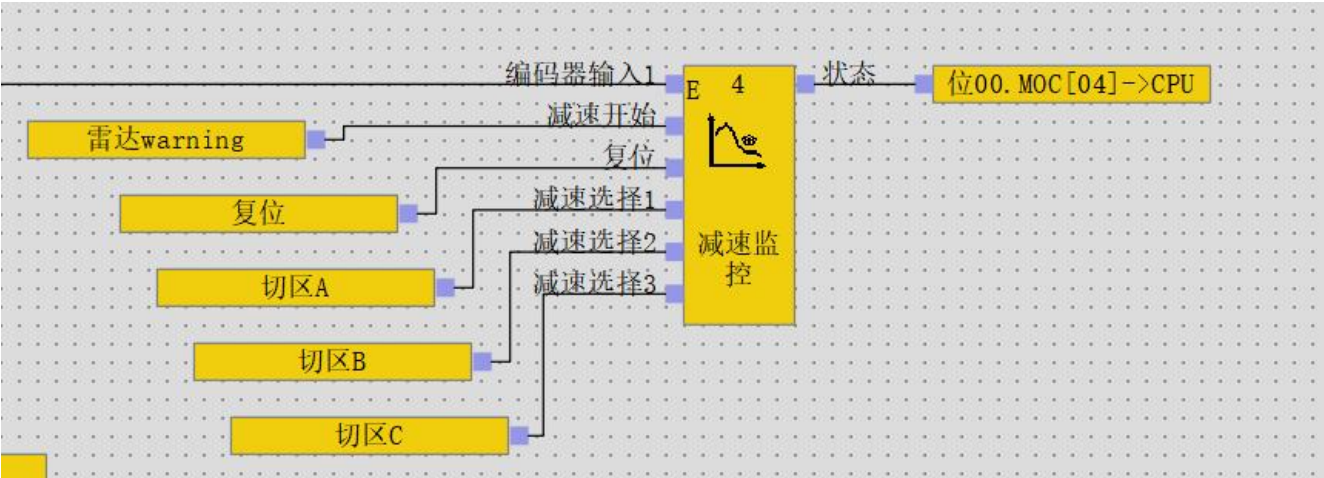 编码器输入1
E 4
状态
位00.MOC[04]->CPU
减速开始
雷达warning
复位
复位
减速选择1
减速选择2
减速监
控
切区A
减速选择3
切区B
切区C